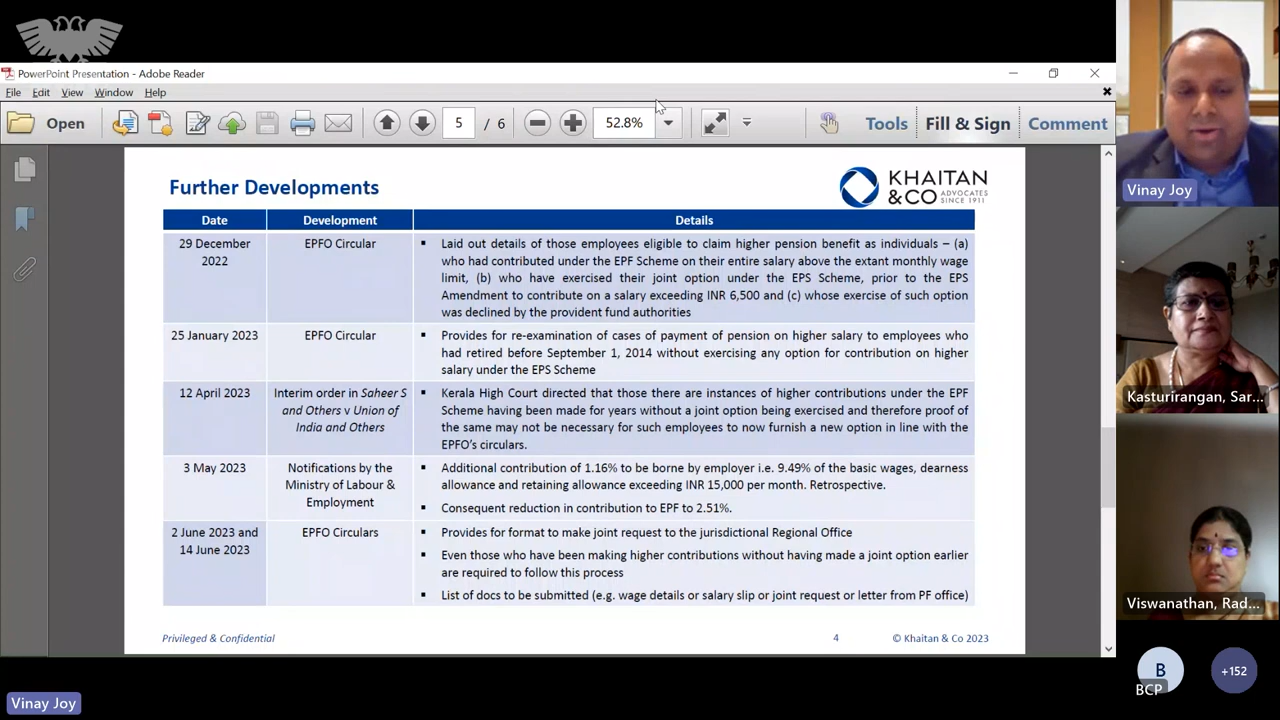 PowerPoint Presentation - Adobe Reader
File Edit View Window Help
Open
5 / 6
52.8%
Tools Fill & Sign Comment
Further Developments
KHAITAN
& CO ADVOCATES
SINCE 1911
Date Development Details
29 December
2022
EPFO Circular
▪ Laid out details of those employees eligible to claim higher pension benefit as individuals – (a)
who had contributed under the EPF Scheme on their entire salary above the extant monthly wage
limit, (b) who have exercised their joint option under the EPS Scheme, prior to the EPS
Amendment to contribute on a salary exceeding INR 6,500 and (c) whose exercise of such option
was declined by the provident fund authorities
25 January 2023
EPFO Circular
▪ Provides for re-examination of cases of payment of pension on higher salary to employees who
had retired before September 1, 2014 without exercising any option for contribution on higher
salary under the EPS Scheme
12 April 2023
Interim order in Saheer S
and Others v Union of
India and Others
▪ Kerala High Court directed that those there are instances of higher contributions under the EPF
Scheme having been made for years without a joint option being exercised and therefore proof of
the same may not be necessary for such employees to now furnish a new option in line with the
EPFO's circulars.
3 May 2023
Notifications by the
Ministry of Labour &
Employment
▪ Additional contribution of 1.16% to be borne by employer i.e. 9.49% of the basic wages, dearness
allowance and retaining allowance exceeding INR 15,000 per month. Retrospective.
▪ Consequent reduction in contribution to EPF to 2.51%.
2 June 2023 and
14 June 2023
EPFO Circulars
▪ Provides for format to make joint request to the jurisdictional Regional Office
▪ Even those who have been making higher contributions without having made a joint option earlier
are required to follow this process
▪ List of docs to be submitted (e.g. wage details or salary slip or joint request or letter from PF office)
Privileged & Confidential 4 © Khaitan & Co 2023
Vinay Joy
Kasturirangan, Sar...
Viswanathan, Rad...
B
BCP
+152
Vinay Joy